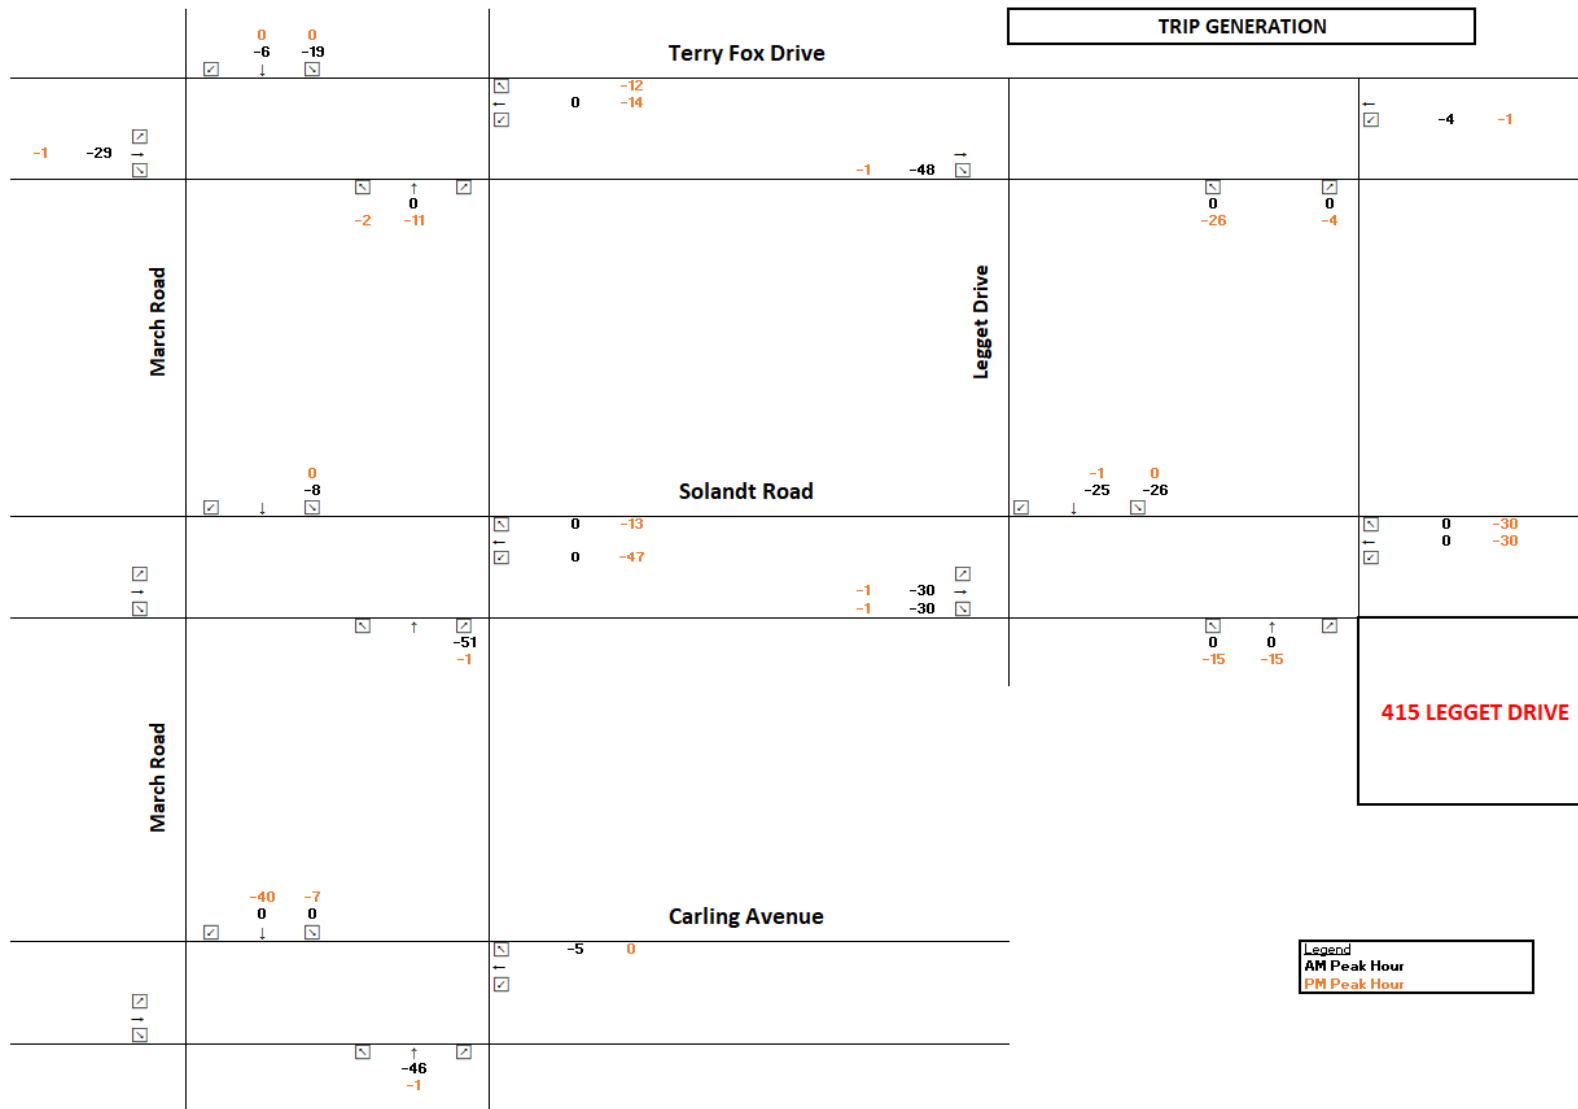 TRIP GENERATION
0 0
-6 -19
↙ ↓ ↘
Terry Fox Drive
↖ -12
← 0 -14
↙
←
↙ -4 -1
↗
-1 -29 →
↘
→
-1 -48 ↘
↖ ↑ ↗
0
-2 -11
↖ ↗
0 0
-26 -4
March Road
Legget Drive
0
-8
↙ ↓ ↘
Solandt Road
-1 0
-25 -26
↙ ↓ ↘
↖ 0 -13
←
↙ 0 -47
↖ 0 -30
← 0 -30
↙
↗
→
↘
↗
-1 -30 →
-1 -30 ↘
↖ ↑ ↗
-51
-1
↖ ↑ ↗
0 0
-15 -15
415 LEGGET DRIVE
March Road
-40 -7
0 0
↙ ↓ ↘
Carling Avenue
↖ -5 0
←
↙
Legend
AM Peak Hour
PM Peak Hour
↗
→
↘
↖ ↑ ↗
-46
-1